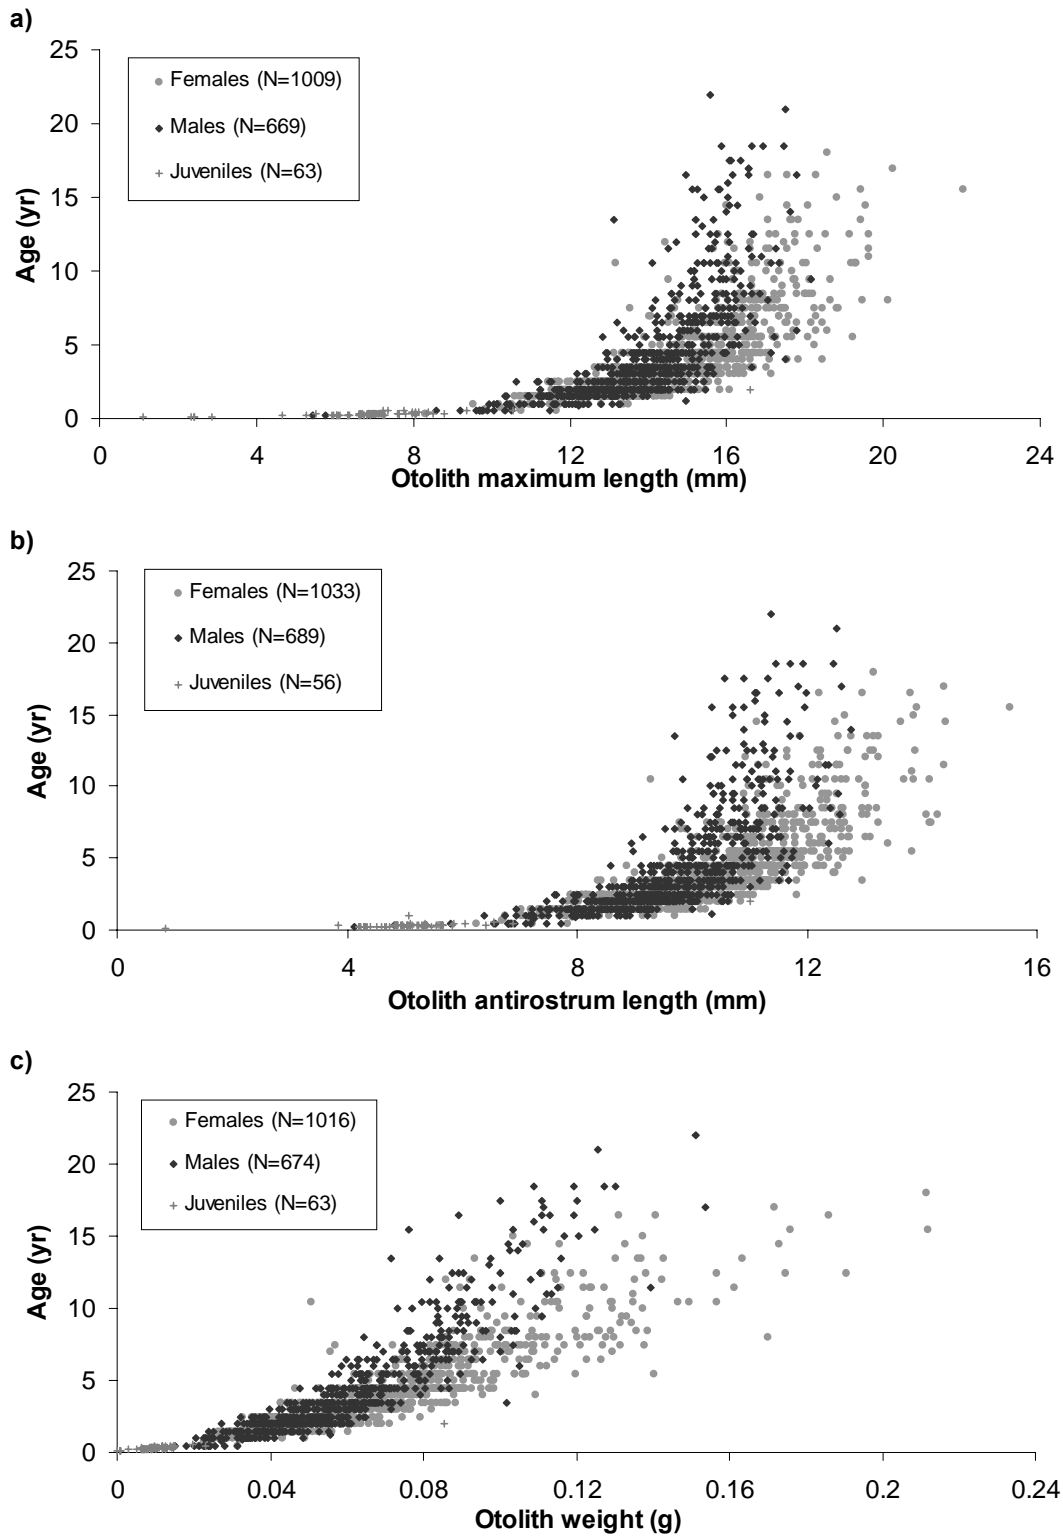 a)
25
20
15
10
5
0
Age (yr)
Females (N=1009)
Males (N=669)
Juveniles (N=63)
0 4 8 12 16 20 24
Otolith maximum length (mm)
b)
25
20
15
10
5
0
Age (yr)
Females (N=1033)
Males (N=689)
Juveniles (N=56)
0 4 8 12 16
Otolith antirostrum length (mm)
c)
25
20
15
10
5
0
Age (yr)
Females (N=1016)
Males (N=674)
Juveniles (N=63)
0 0.04 0.08 0.12 0.16 0.2 0.24
Otolith weight (g)